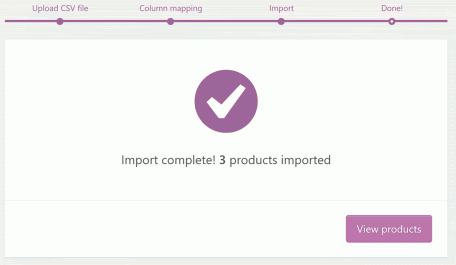 Upload CSV file
Column mapping
Import
Done!
Import complete! 3 products imported
View products